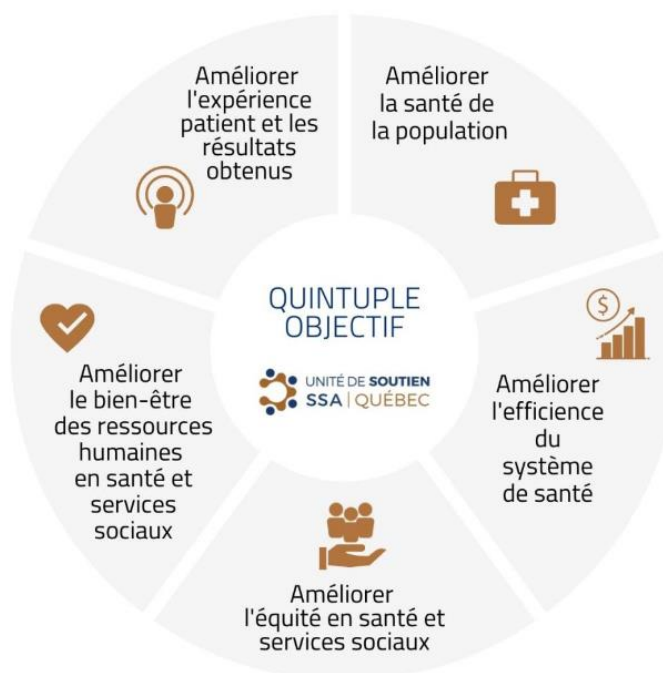 Améliorer
l'expérience
patient et les
résultats
obtenus
Améliorer
la santé de
la population
$
Améliorer
l'efficience
du
système
de santé
Améliorer
l'équité en santé et
services sociaux
Améliorer
le bien-être
des ressources
humaines
en santé et
services
sociaux
QUINTUPLE
OBJECTIF
UNITÉ DE SOUTIEN
SSA | QUÉBEC